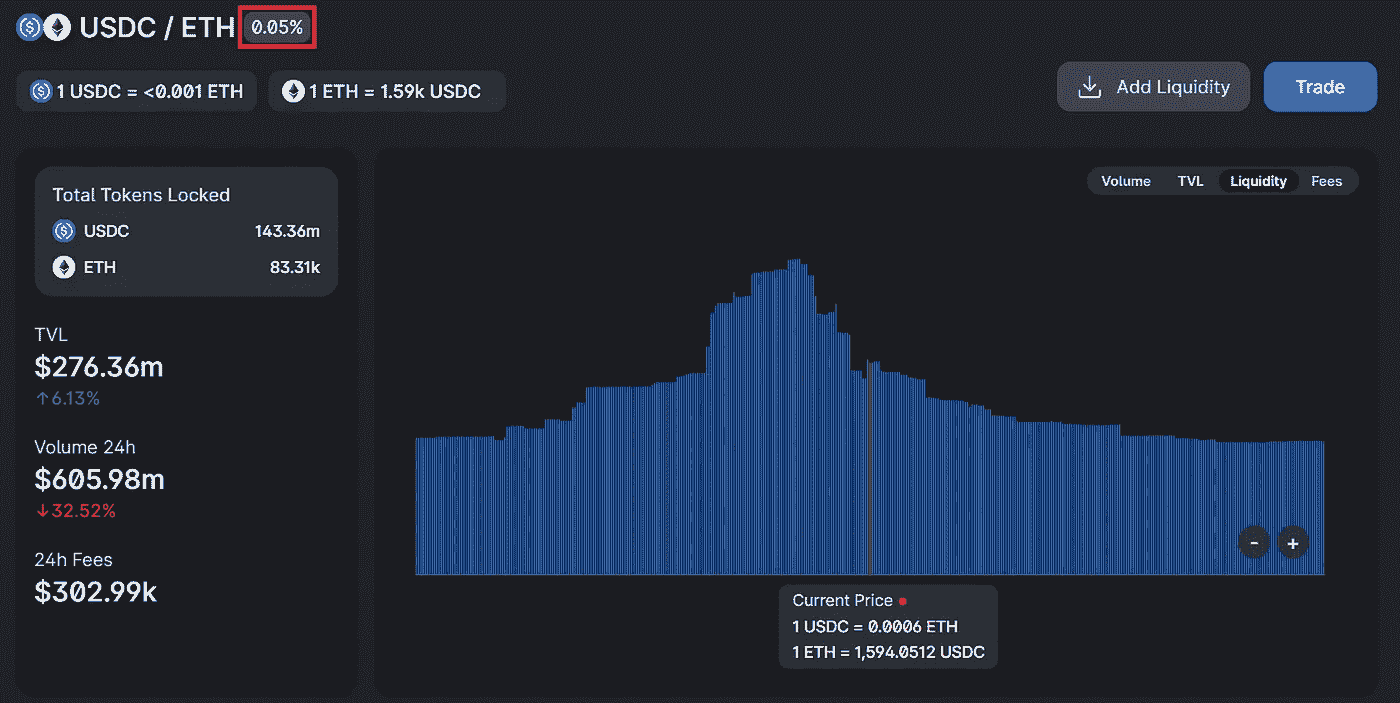 USDC / ETH 0.05%
1 USDC = <0.001 ETH
1 ETH = 1.59k USDC
Add Liquidity
Trade
Total Tokens Locked
USDC 143.36m
ETH 83.31k
TVL
$276.36m
↑6.13%
Volume 24h
$605.98m
↓32.52%
24h Fees
$302.99k
Volume TVL Liquidity Fees
- +
Current Price
1 USDC = 0.0006 ETH
1 ETH = 1,594.0512 USDC